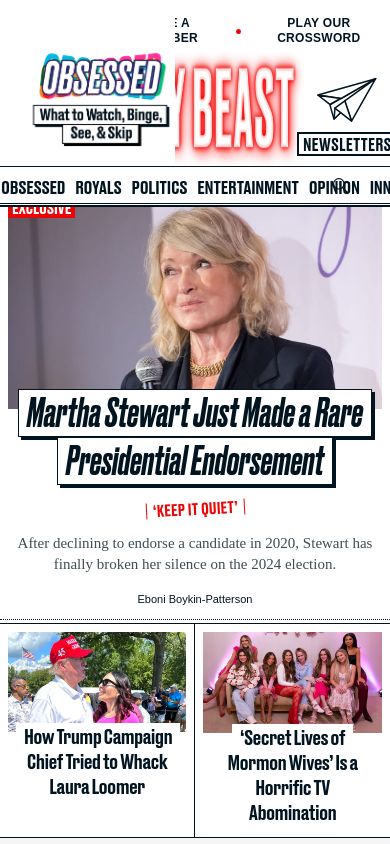 PLAY OUR
CROSSWORD
OBSESSED
What to Watch, Binge,
See, & Skip
BEAST
NEWSLETTERS
OBSESSED ROYALS POLITICS ENTERTAINMENT OPINION
EXCLUSIVE
Martha Stewart Just Made a Rare
Presidential Endorsement
‘KEEP IT QUIET’
After declining to endorse a candidate in 2020, Stewart has
finally broken her silence on the 2024 election.
Eboni Boykin-Patterson
How Trump Campaign
Chief Tried to Whack
Laura Loomer
‘Secret Lives of
Mormon Wives’ Is a
Horrific TV
Abomination